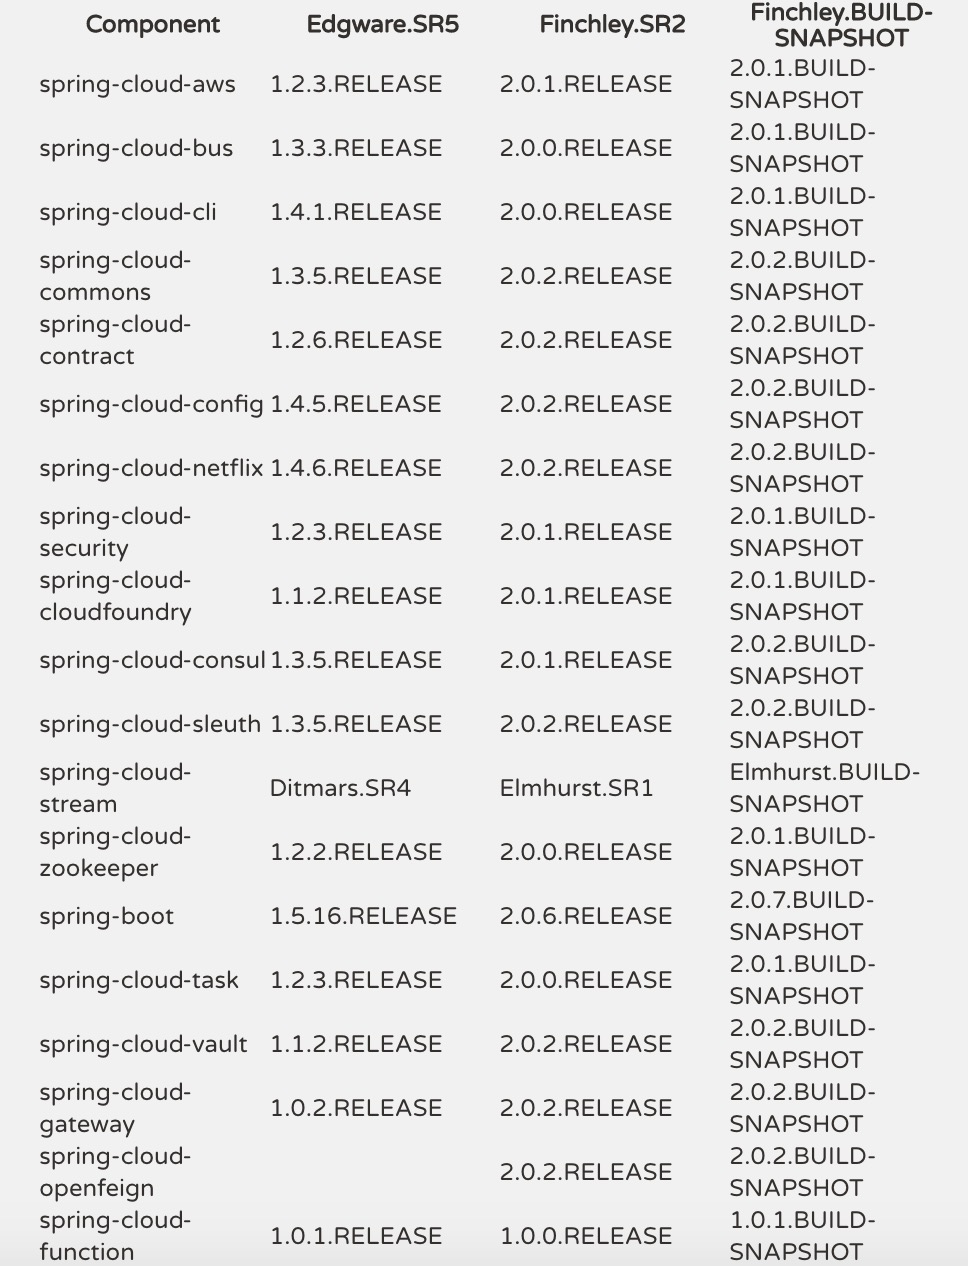 Component Edgware.SR5 Finchley.SR2 Finchley.BUILD-
SNAPSHOT
spring-cloud-aws 1.2.3.RELEASE 2.0.1.RELEASE 2.0.1.BUILD-
SNAPSHOT
spring-cloud-bus 1.3.3.RELEASE 2.0.0.RELEASE 2.0.1.BUILD-
SNAPSHOT
spring-cloud-cli 1.4.1.RELEASE 2.0.0.RELEASE 2.0.1.BUILD-
SNAPSHOT
spring-cloud-
commons 1.3.5.RELEASE 2.0.2.RELEASE 2.0.2.BUILD-
SNAPSHOT
spring-cloud-
contract 1.2.6.RELEASE 2.0.2.RELEASE 2.0.2.BUILD-
SNAPSHOT
spring-cloud-config 1.4.5.RELEASE 2.0.2.RELEASE 2.0.2.BUILD-
SNAPSHOT
spring-cloud-netflix 1.4.6.RELEASE 2.0.2.RELEASE 2.0.2.BUILD-
SNAPSHOT
spring-cloud-
security 1.2.3.RELEASE 2.0.1.RELEASE 2.0.1.BUILD-
SNAPSHOT
spring-cloud-
cloudfoundry 1.1.2.RELEASE 2.0.1.RELEASE 2.0.1.BUILD-
SNAPSHOT
spring-cloud-consul 1.3.5.RELEASE 2.0.1.RELEASE 2.0.2.BUILD-
SNAPSHOT
spring-cloud-sleuth 1.3.5.RELEASE 2.0.2.RELEASE 2.0.2.BUILD-
SNAPSHOT
spring-cloud-
stream Ditmars.SR4 Elmhurst.SR1 Elmhurst.BUILD-
SNAPSHOT
spring-cloud-
zookeeper 1.2.2.RELEASE 2.0.0.RELEASE 2.0.1.BUILD-
SNAPSHOT
spring-boot 1.5.16.RELEASE 2.0.6.RELEASE 2.0.7.BUILD-
SNAPSHOT
spring-cloud-task 1.2.3.RELEASE 2.0.0.RELEASE 2.0.1.BUILD-
SNAPSHOT
spring-cloud-vault 1.1.2.RELEASE 2.0.2.RELEASE 2.0.2.BUILD-
SNAPSHOT
spring-cloud-
gateway 1.0.2.RELEASE 2.0.2.RELEASE 2.0.2.BUILD-
SNAPSHOT
spring-cloud-
openfeign 2.0.2.RELEASE 2.0.2.BUILD-
SNAPSHOT
spring-cloud-
function 1.0.1.RELEASE 1.0.0.RELEASE 1.0.1.BUILD-
SNAPSHOT